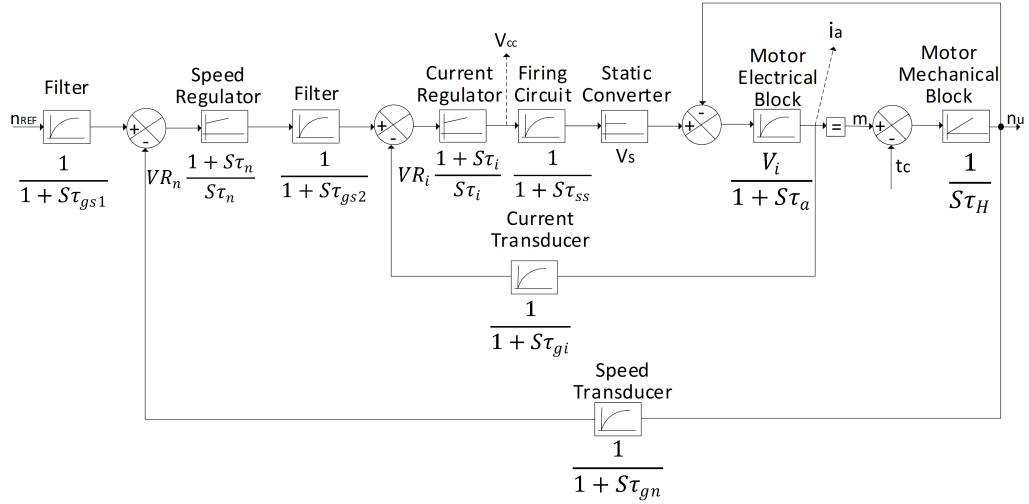 Filter
Speed
Regulator
Filter
Current
Regulator
Vcc
Firing
Circuit
Static
Converter
Motor
Electrical
Block
ia
Motor
Mechanical
Block
nREF
+
-
+
-
-
=
m
+
-
tc
nu
1
1 + Sτgs1
VRn
1 + Sτn
Sτn
1
1 + Sτgs2
VRi
1 + Sτi
Sτi
1
1 + Sτss
Vs
Vi
1 + Sτa
1
SτH
Current
Transducer
1
1 + Sτgi
Speed
Transducer
1
1 + Sτgn